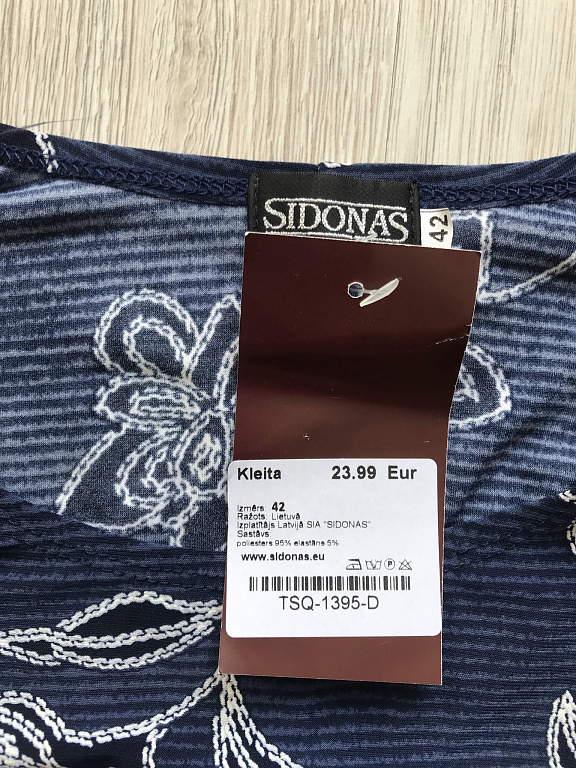 SIDONAS
42
Kleita 23.99 Eur
Izmērs 42
Ražots. Lietuvā
Izplatītājs Latvijā SIA "SIDONAS"
Sastāvs
poliesters 95% elastāns 5%
www.sidonas.eu
TSQ-1395-D